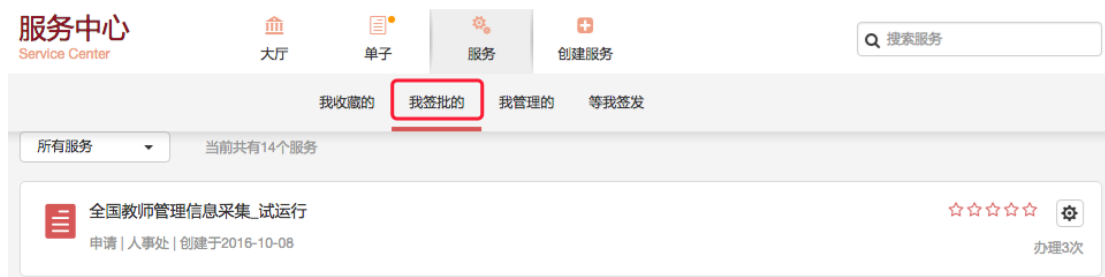 服务中心
Service Center
大厅
单子
服务
创建服务
搜索服务
我收藏的 我签批的 我管理的 等我签发
所有服务 当前共有14个服务
全国教师管理信息采集_试运行
申请 | 人事处 | 创建于2016-10-08
办理3次